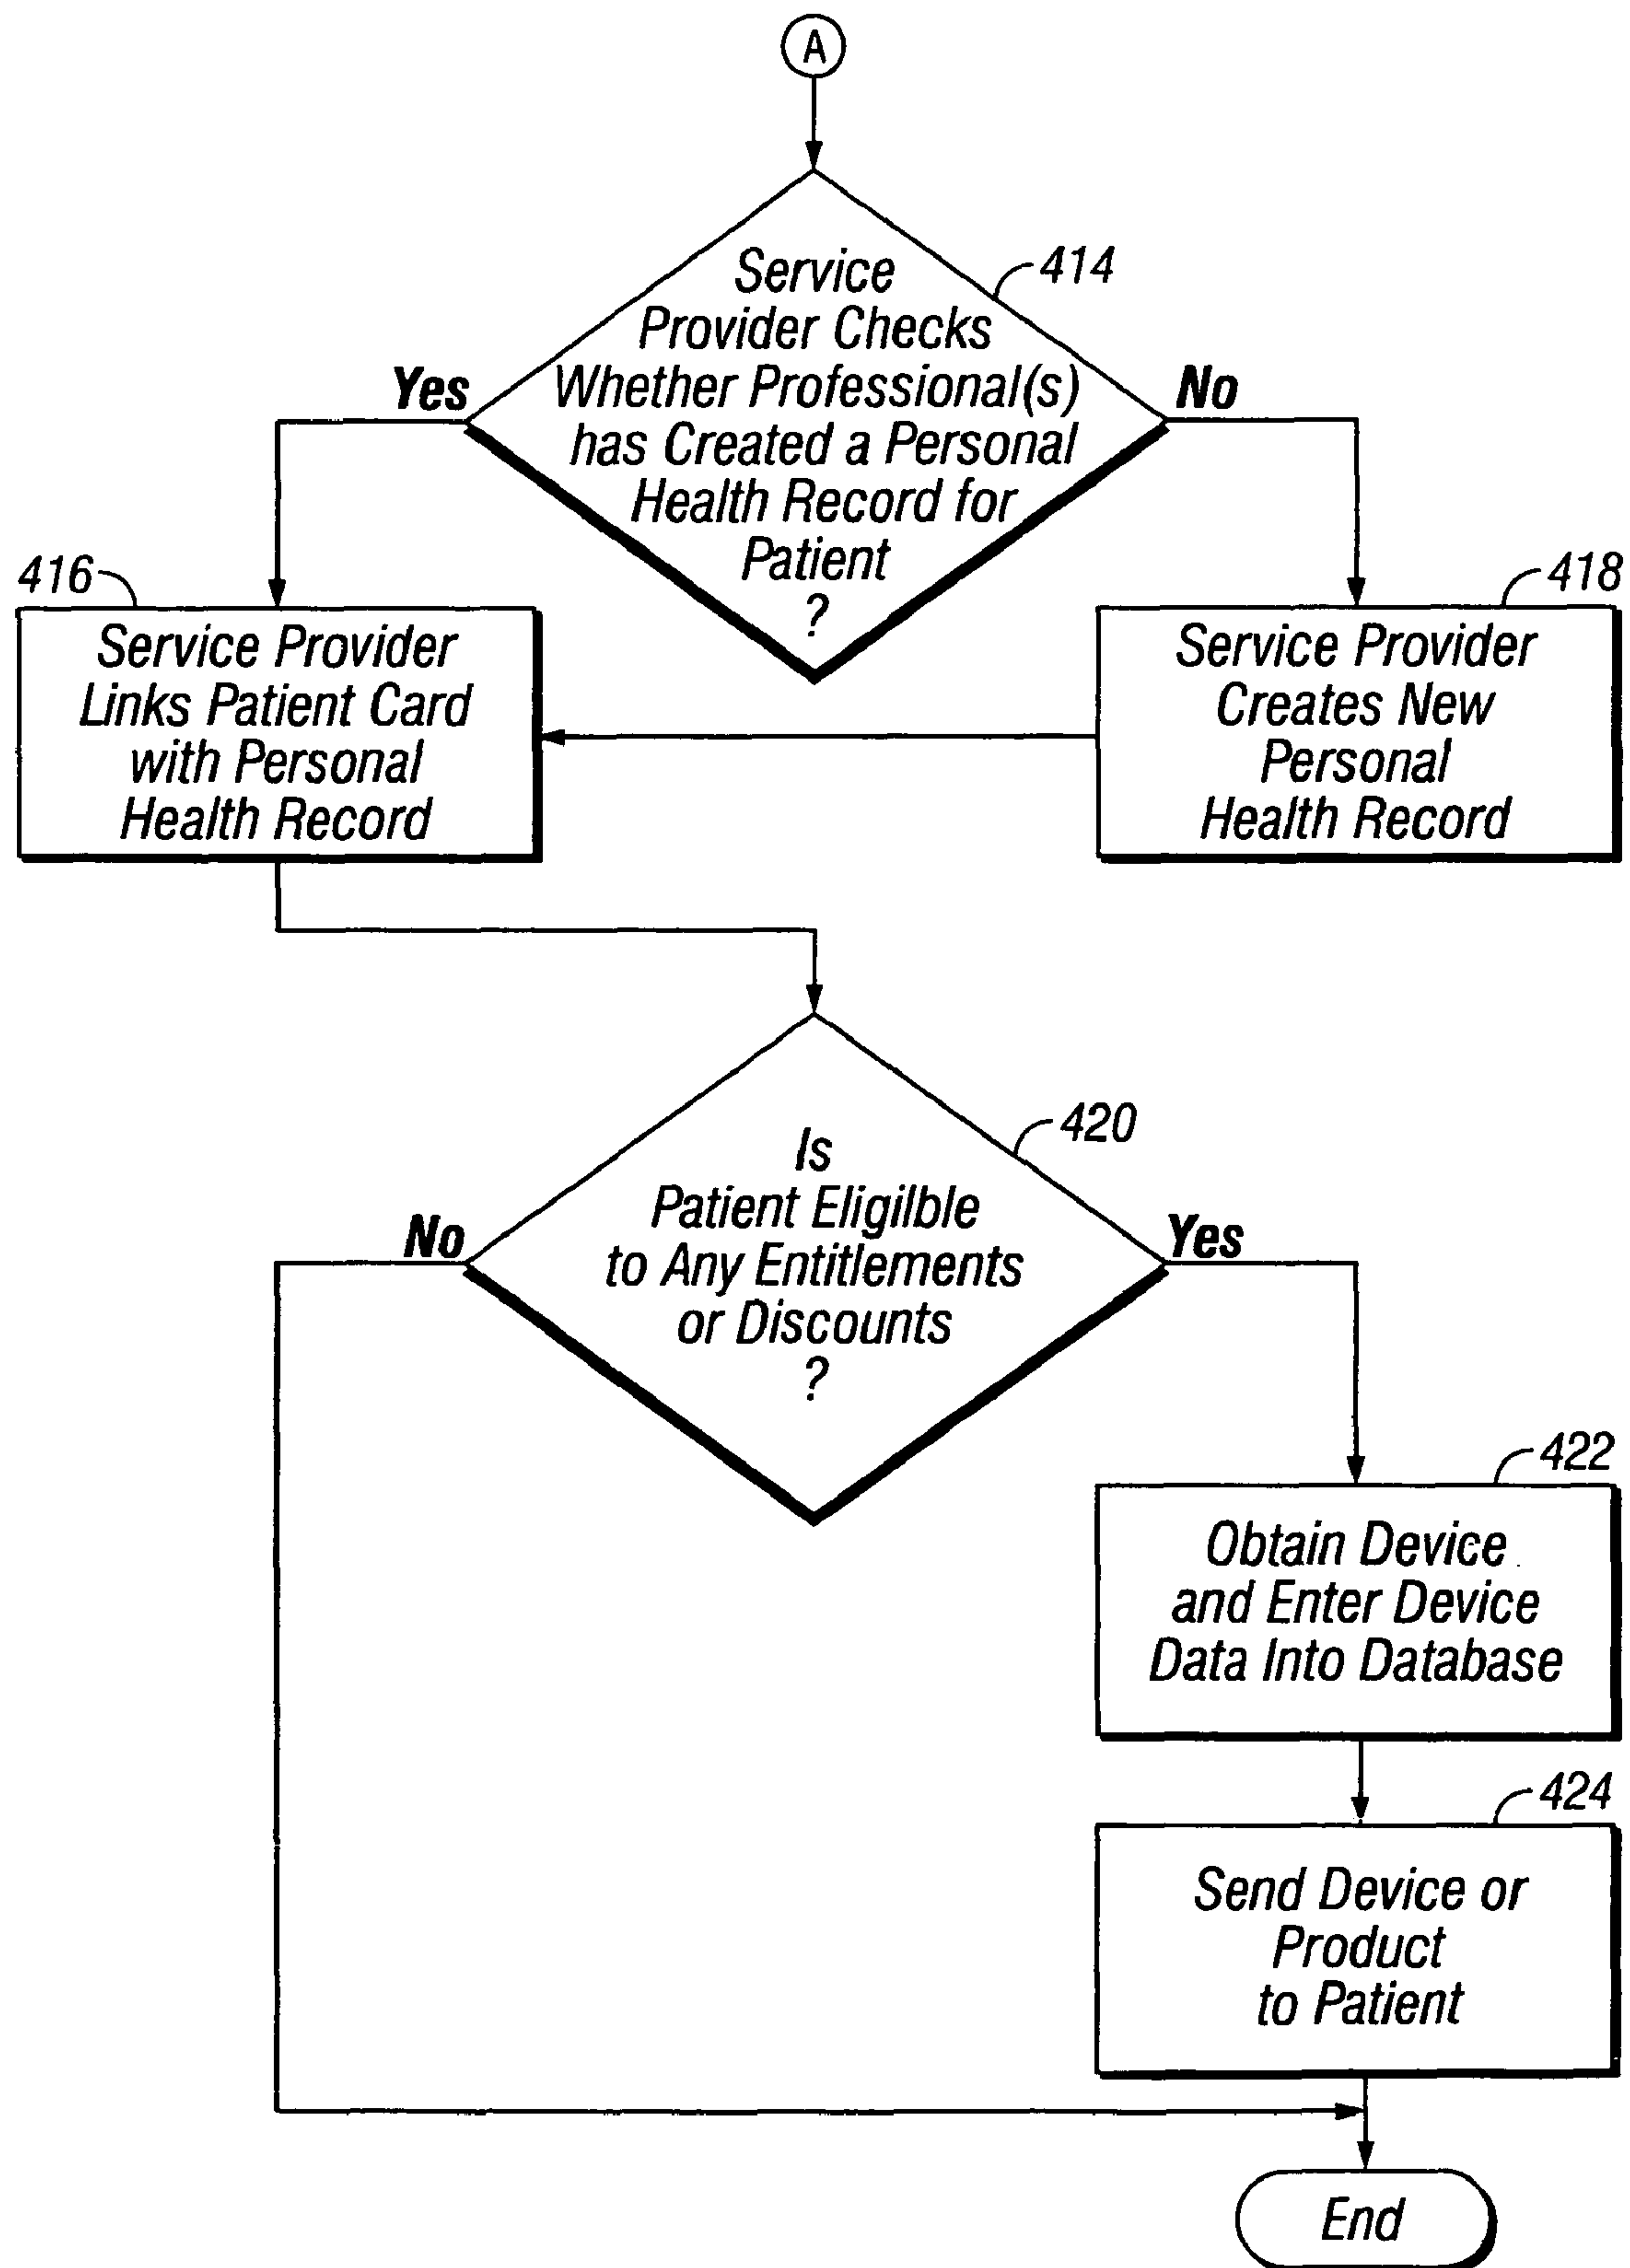 A
Service
Provider Checks
Whether Professional(s)
has Created a Personal
Health Record for
Patient
?
414
Yes
No
416
Service Provider
Links Patient Card
with Personal
Health Record
418
Service Provider
Creates New
Personal
Health Record
Is
Patient Eligilble
to Any Entitlements
or Discounts
?
420
No
Yes
422
Obtain Device
and Enter Device
Data Into Database
424
Send Device or
Product
to Patient
End